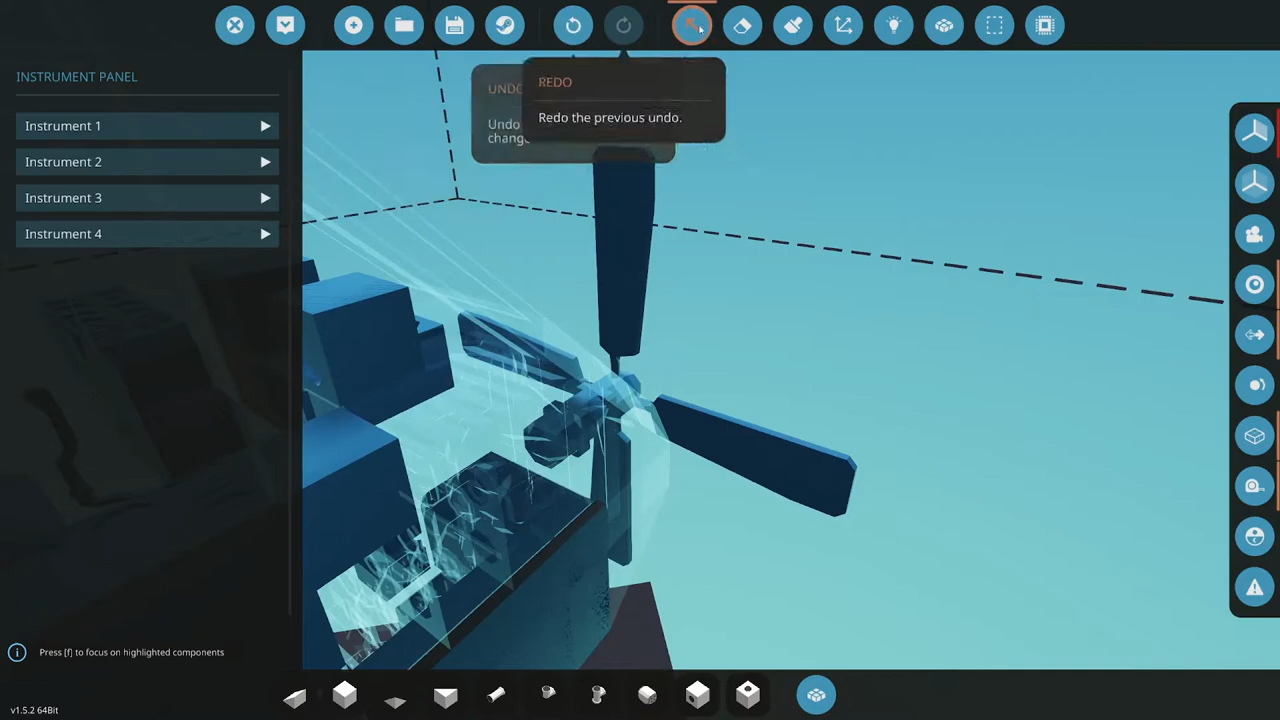 INSTRUMENT PANEL
Instrument 1
Instrument 2
Instrument 3
Instrument 4
UNDO
Undo
change
REDO
Redo the previous undo.
Press [f] to focus on highlighted components
v1.5.2 64Bit